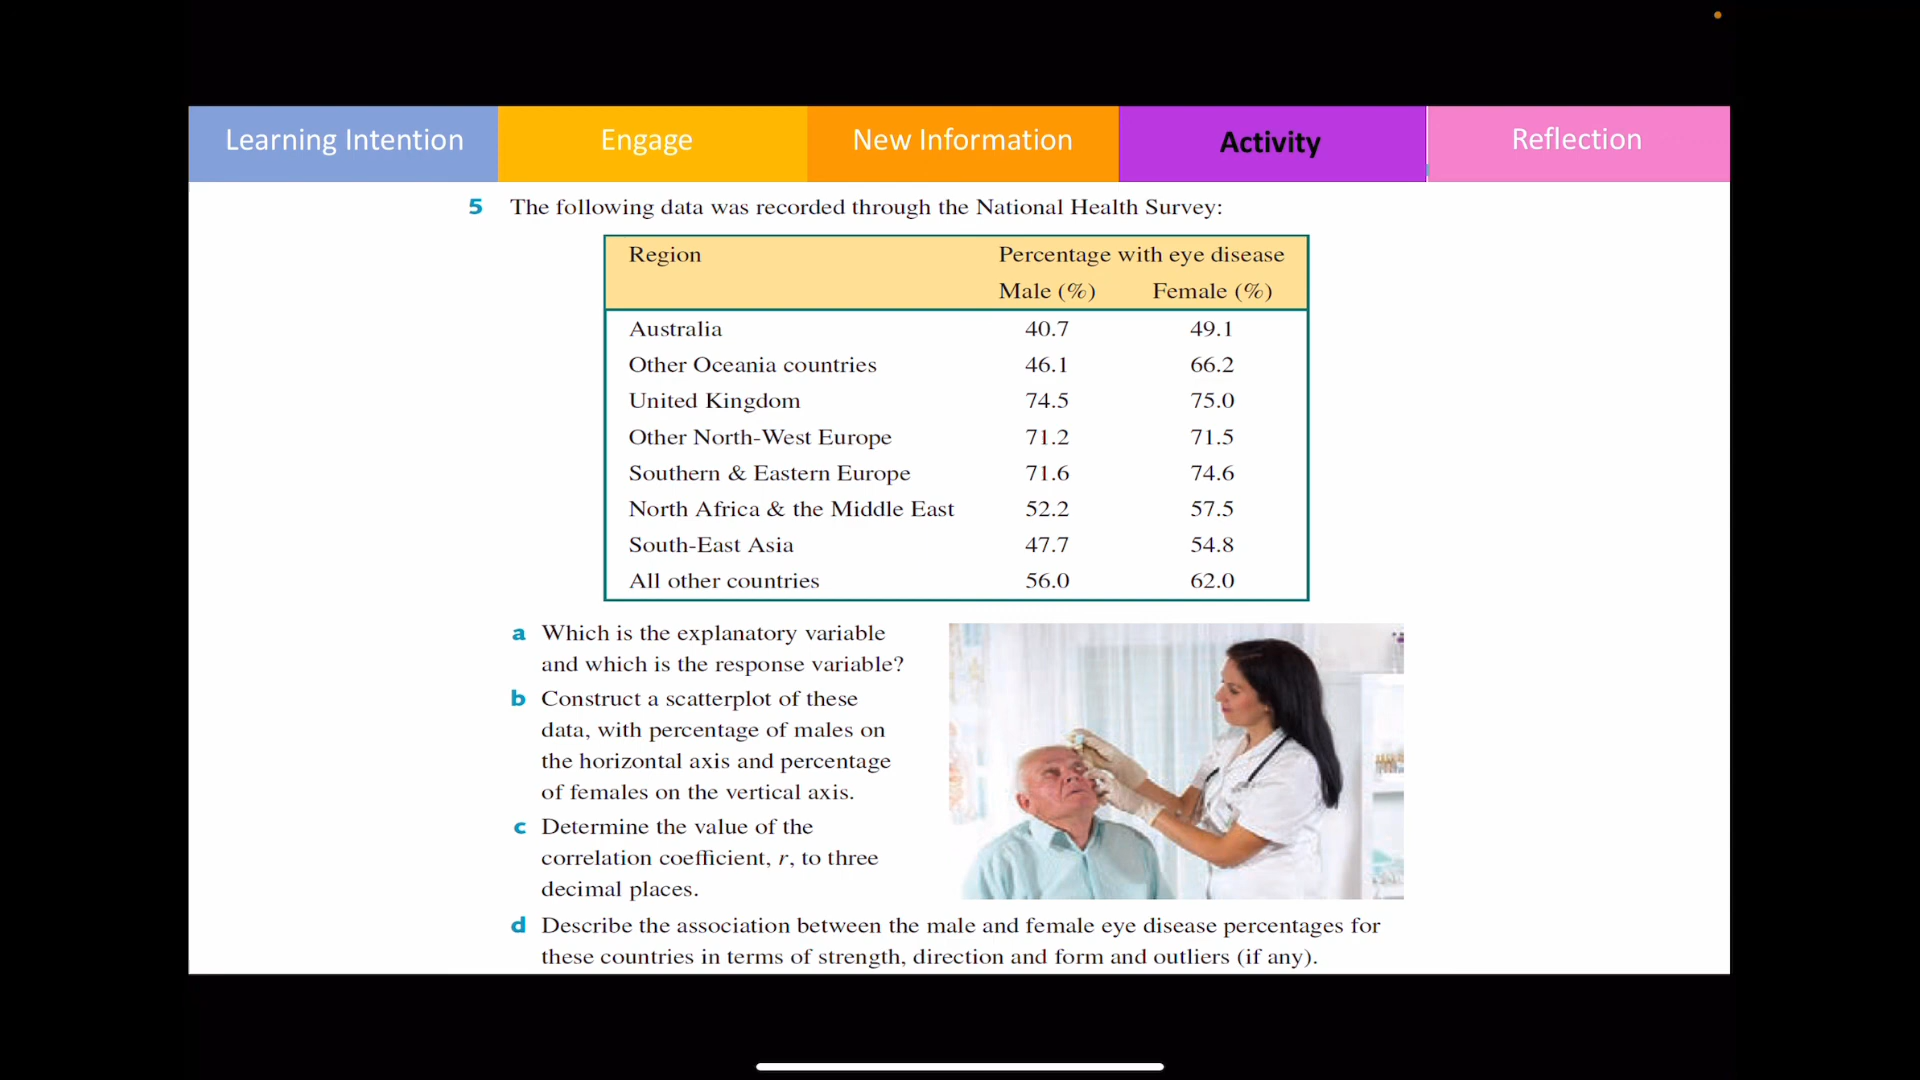 Learning Intention Engage New Information Activity Reflection
5 The following data was recorded through the National Health Survey:
Region Percentage with eye disease
Male (%) Female (%)
Australia 40.7 49.1
Other Oceania countries 46.1 66.2
United Kingdom 74.5 75.0
Other North-West Europe 71.2 71.5
Southern & Eastern Europe 71.6 74.6
North Africa & the Middle East 52.2 57.5
South-East Asia 47.7 54.8
All other countries 56.0 62.0
a Which is the explanatory variable
and which is the response variable?
b Construct a scatterplot of these
data, with percentage of males on
the horizontal axis and percentage
of females on the vertical axis.
c Determine the value of the
correlation coefficient, r, to three
decimal places.
d Describe the association between the male and female eye disease percentages for
these countries in terms of strength, direction and form and outliers (if any).